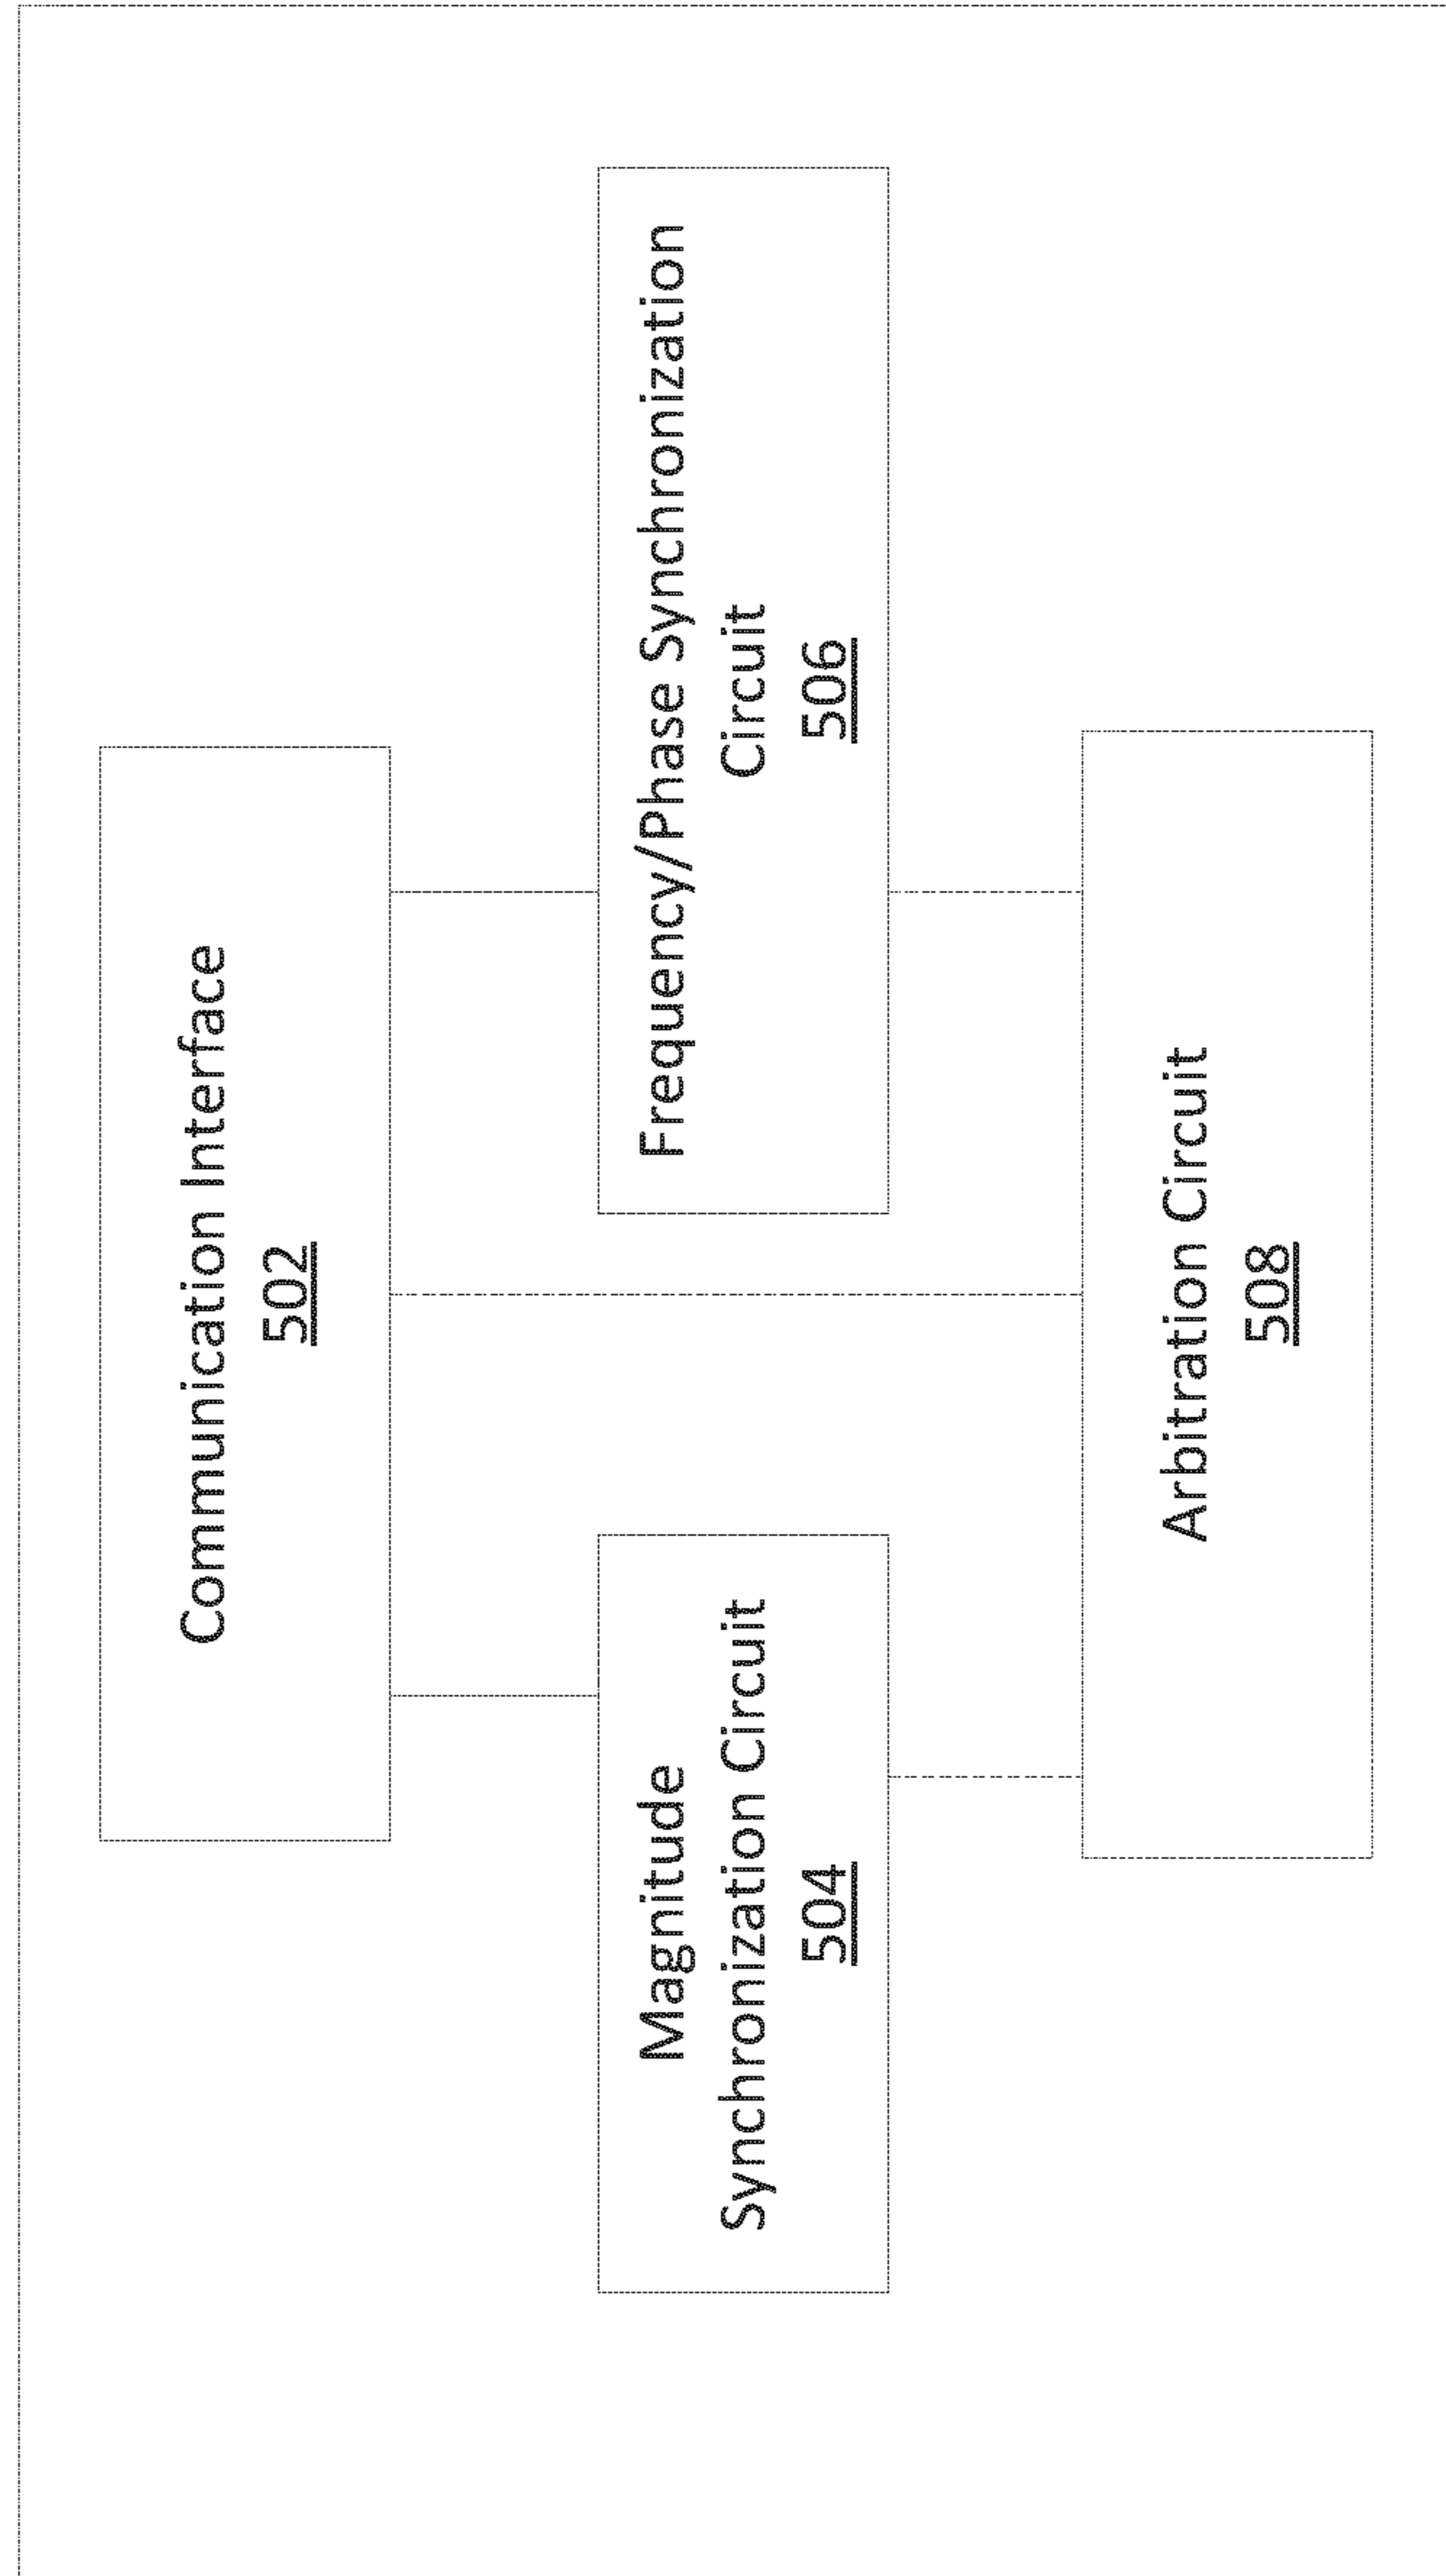 Communication Interface
502
Magnitude
Synchronization Circuit
504
Frequency/Phase Synchronization
Circuit
506
Arbitration Circuit
508